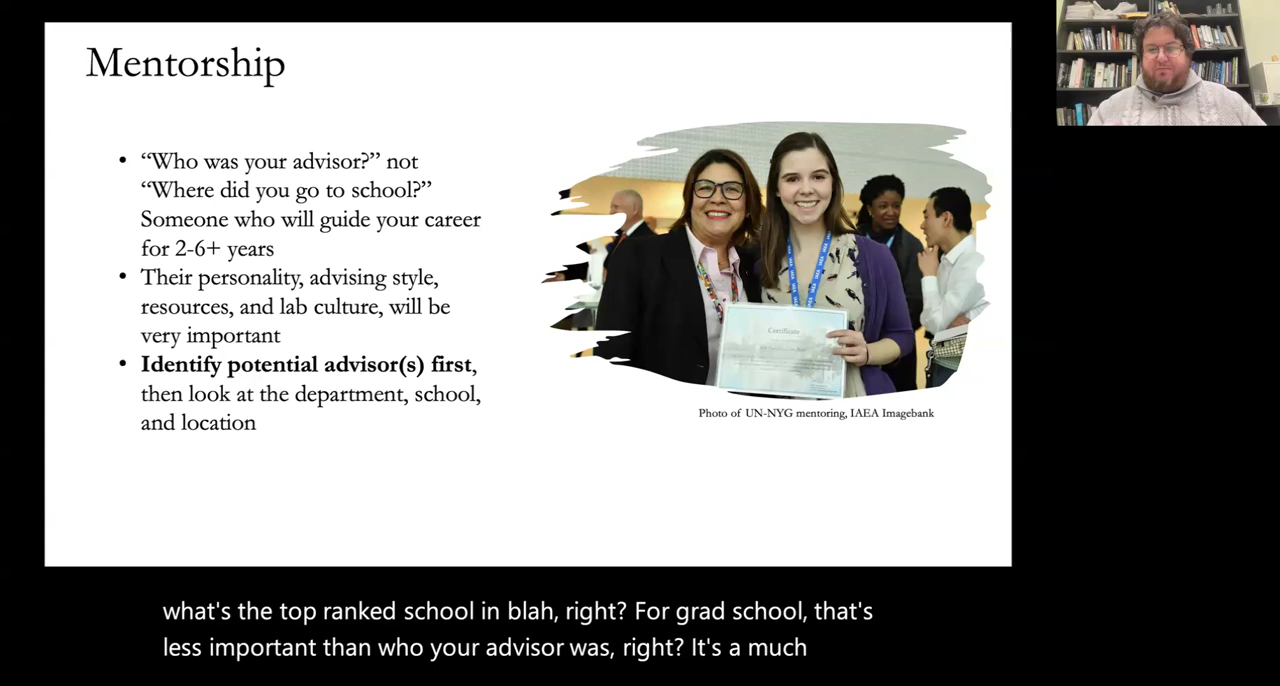 Mentorship
• “Who was your advisor?” not
“Where did you go to school?”
Someone who will guide your career
for 2-6+ years
• Their personality, advising style,
resources, and lab culture, will be
very important
• Identify potential advisor(s) first,
then look at the department, school,
and location
IAEA
IAEA
Certificate
Photo of UN-NYG mentoring, IAEA Imagebank
what's the top ranked school in blah, right? For grad school, that's
less important than who your advisor was, right? It's a much